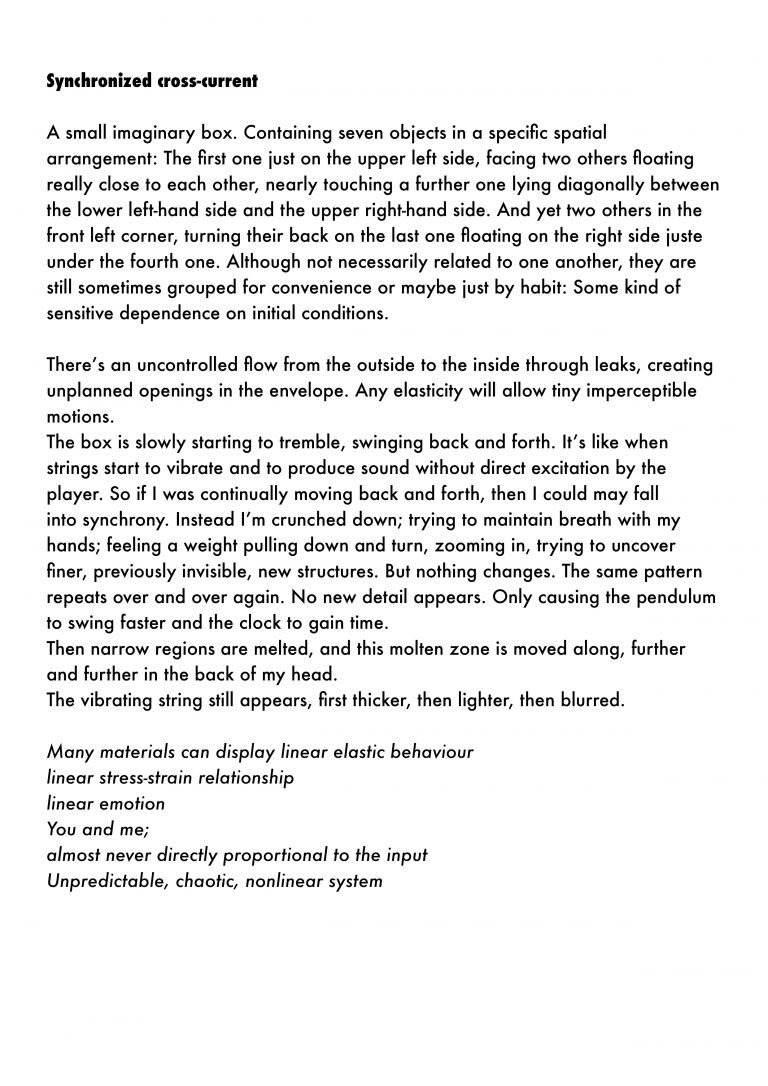 Synchronized cross-current
A small imaginary box. Containing seven objects in a specific spatial
arrangement: The first one just on the upper left side, facing two others floating
really close to each other, nearly touching a further one lying diagonally between
the lower left-hand side and the upper right-hand side. And yet two others in the
front left corner, turning their back on the last one floating on the right side juste
under the fourth one. Although not necessarily related to one another, they are
still sometimes grouped for convenience or maybe just by habit: Some kind of
sensitive dependence on initial conditions.
There’s an uncontrolled flow from the outside to the inside through leaks, creating
unplanned openings in the envelope. Any elasticity will allow tiny imperceptible
motions.
The box is slowly starting to tremble, swinging back and forth. It’s like when
strings start to vibrate and to produce sound without direct excitation by the
player. So if I was continually moving back and forth, then I could may fall
into synchrony. Instead I’m crunched down; trying to maintain breath with my
hands; feeling a weight pulling down and turn, zooming in, trying to uncover
finer, previously invisible, new structures. But nothing changes. The same pattern
repeats over and over again. No new detail appears. Only causing the pendulum
to swing faster and the clock to gain time.
Then narrow regions are melted, and this molten zone is moved along, further
and further in the back of my head.
The vibrating string still appears, first thicker, then lighter, then blurred.
Many materials can display linear elastic behaviour
linear stress-strain relationship
linear emotion
You and me;
almost never directly proportional to the input
Unpredictable, chaotic, nonlinear system